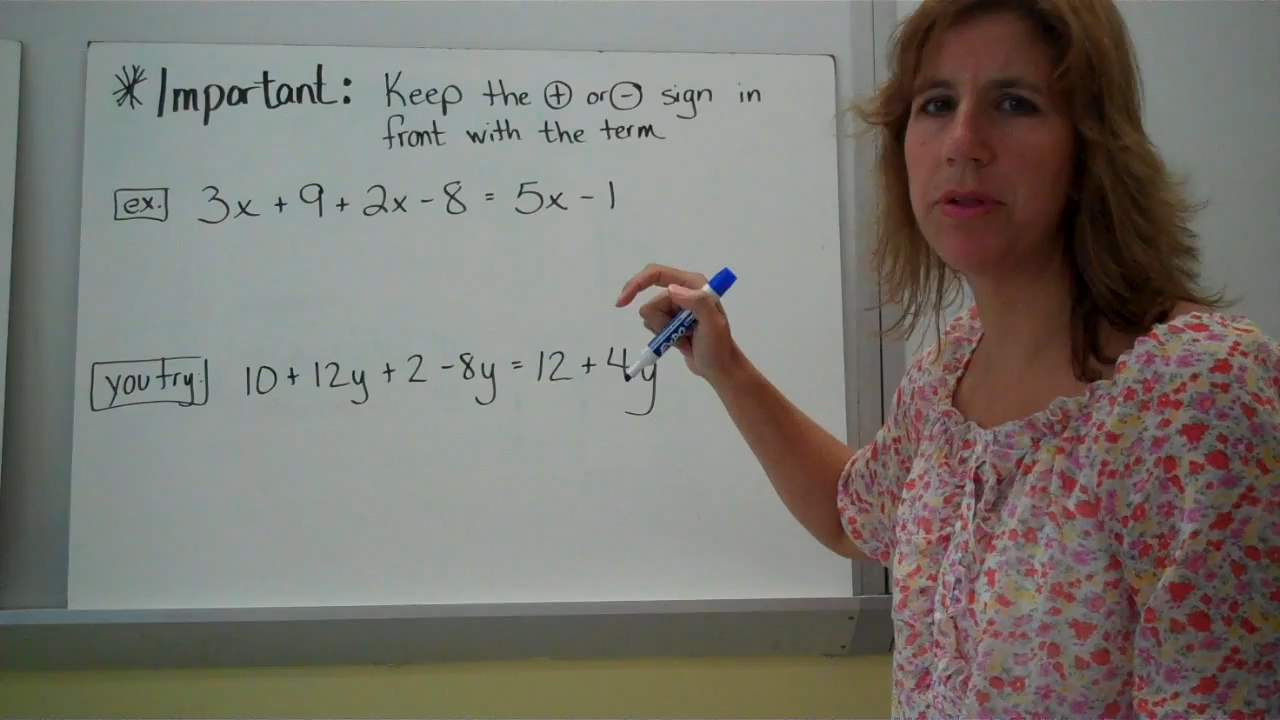 * Important: Keep the ⊕ or ⊖ sign in
front with the term
ex. 3x + 9 + 2x - 8 = 5x - 1
you try: 10 + 12y + 2 - 8y = 12 + 4y
EXPO